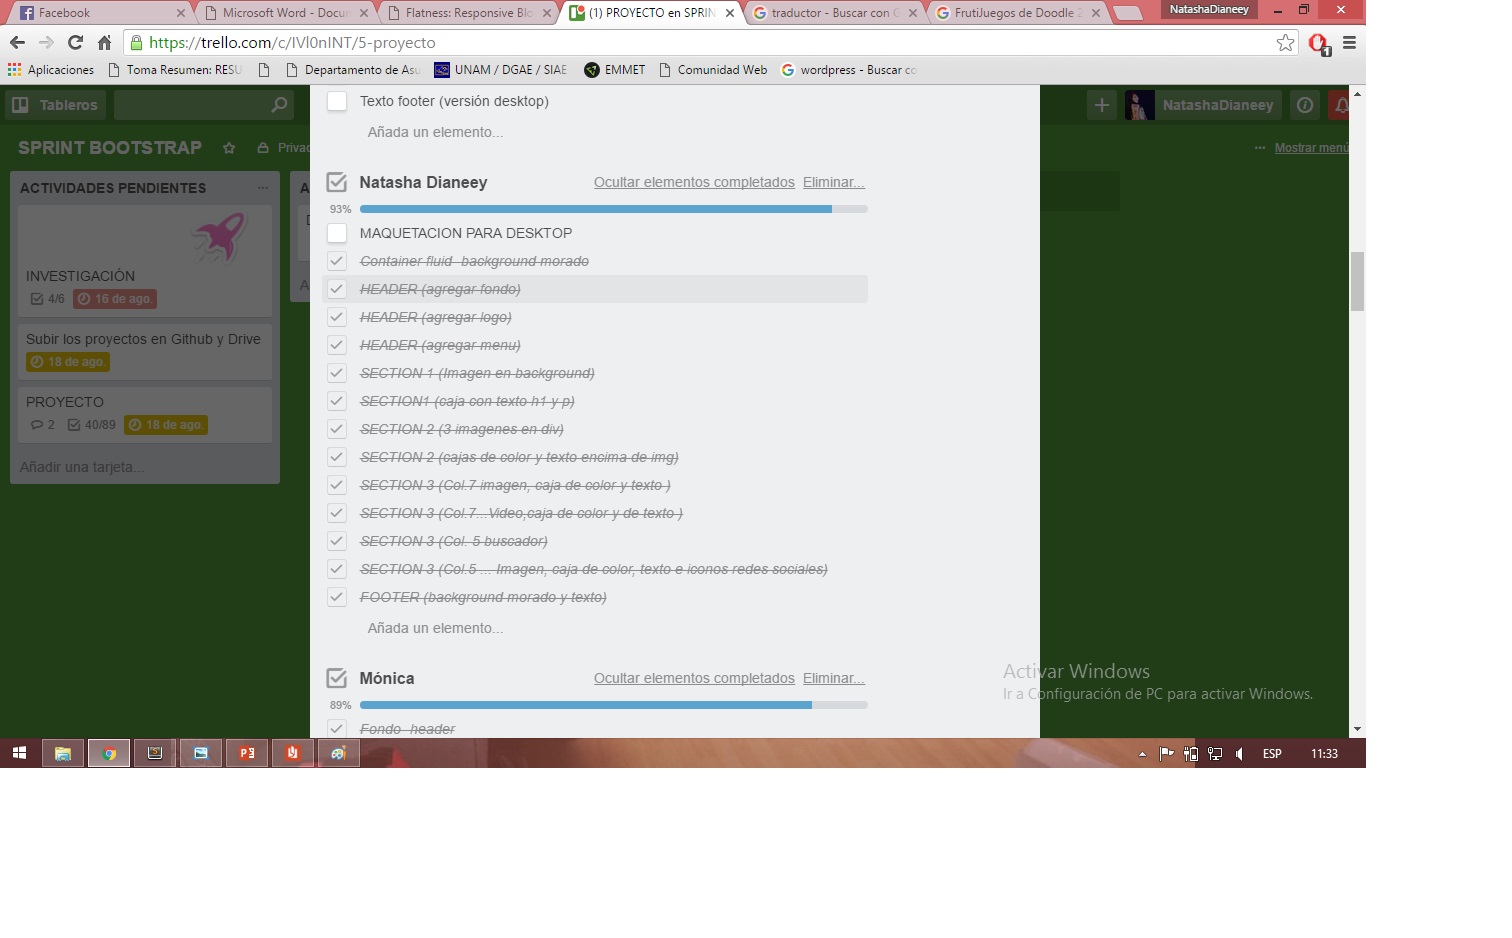 Facebook
Microsoft Word - Docun
Flatness: Responsive Blo
(1) PROYECTO en SPRIN
traductor - Buscar con G
FrutiJuegos de Doodle 2
NatashaDianeey
https://trello.com/c/IVl0nINT/5-proyecto
1
Aplicaciones
Toma Resumen: RESU
Departamento de Asu
UNAM / DGAE / SIAE
EMMET
Comunidad Web
wordpress - Buscar co
Tableros
NatashaDianeey
SPRINT BOOTSTRAP
Privac
Mostrar menú
ACTIVIDADES PENDIENTES
A
INVESTIGACIÓN
4/6
16 de ago.
Subir los proyectos en Github y Drive
18 de ago.
PROYECTO
2
40/89
18 de ago.
Añadir una tarjeta...
A
Texto footer (versión desktop)
Añada un elemento...
Natasha Dianeey
Ocultar elementos completados
Eliminar...
93%
MAQUETACION PARA DESKTOP
Container fluid- background morado
HEADER (agregar fondo)
HEADER (agregar logo)
HEADER (agregar menu)
SECTION 1 (Imagen en background)
SECTION1 (caja con texto h1 y p)
SECTION 2 (3 imagenes en div)
SECTION 2 (cajas de color y texto encima de img)
SECTION 3 (Col.7 imagen, caja de color y texto )
SECTION 3 (Col.7...Video,caja de color y de texto )
SECTION 3 (Col. 5 buscador)
SECTION 3 (Col.5 ... Imagen, caja de color, texto e iconos redes sociales)
FOOTER (background morado y texto)
Añada un elemento...
Mónica
Ocultar elementos completados
Eliminar...
89%
Fondo- header
Activar Windows
Ir a Configuración de PC para activar Windows.
ESP
11:33